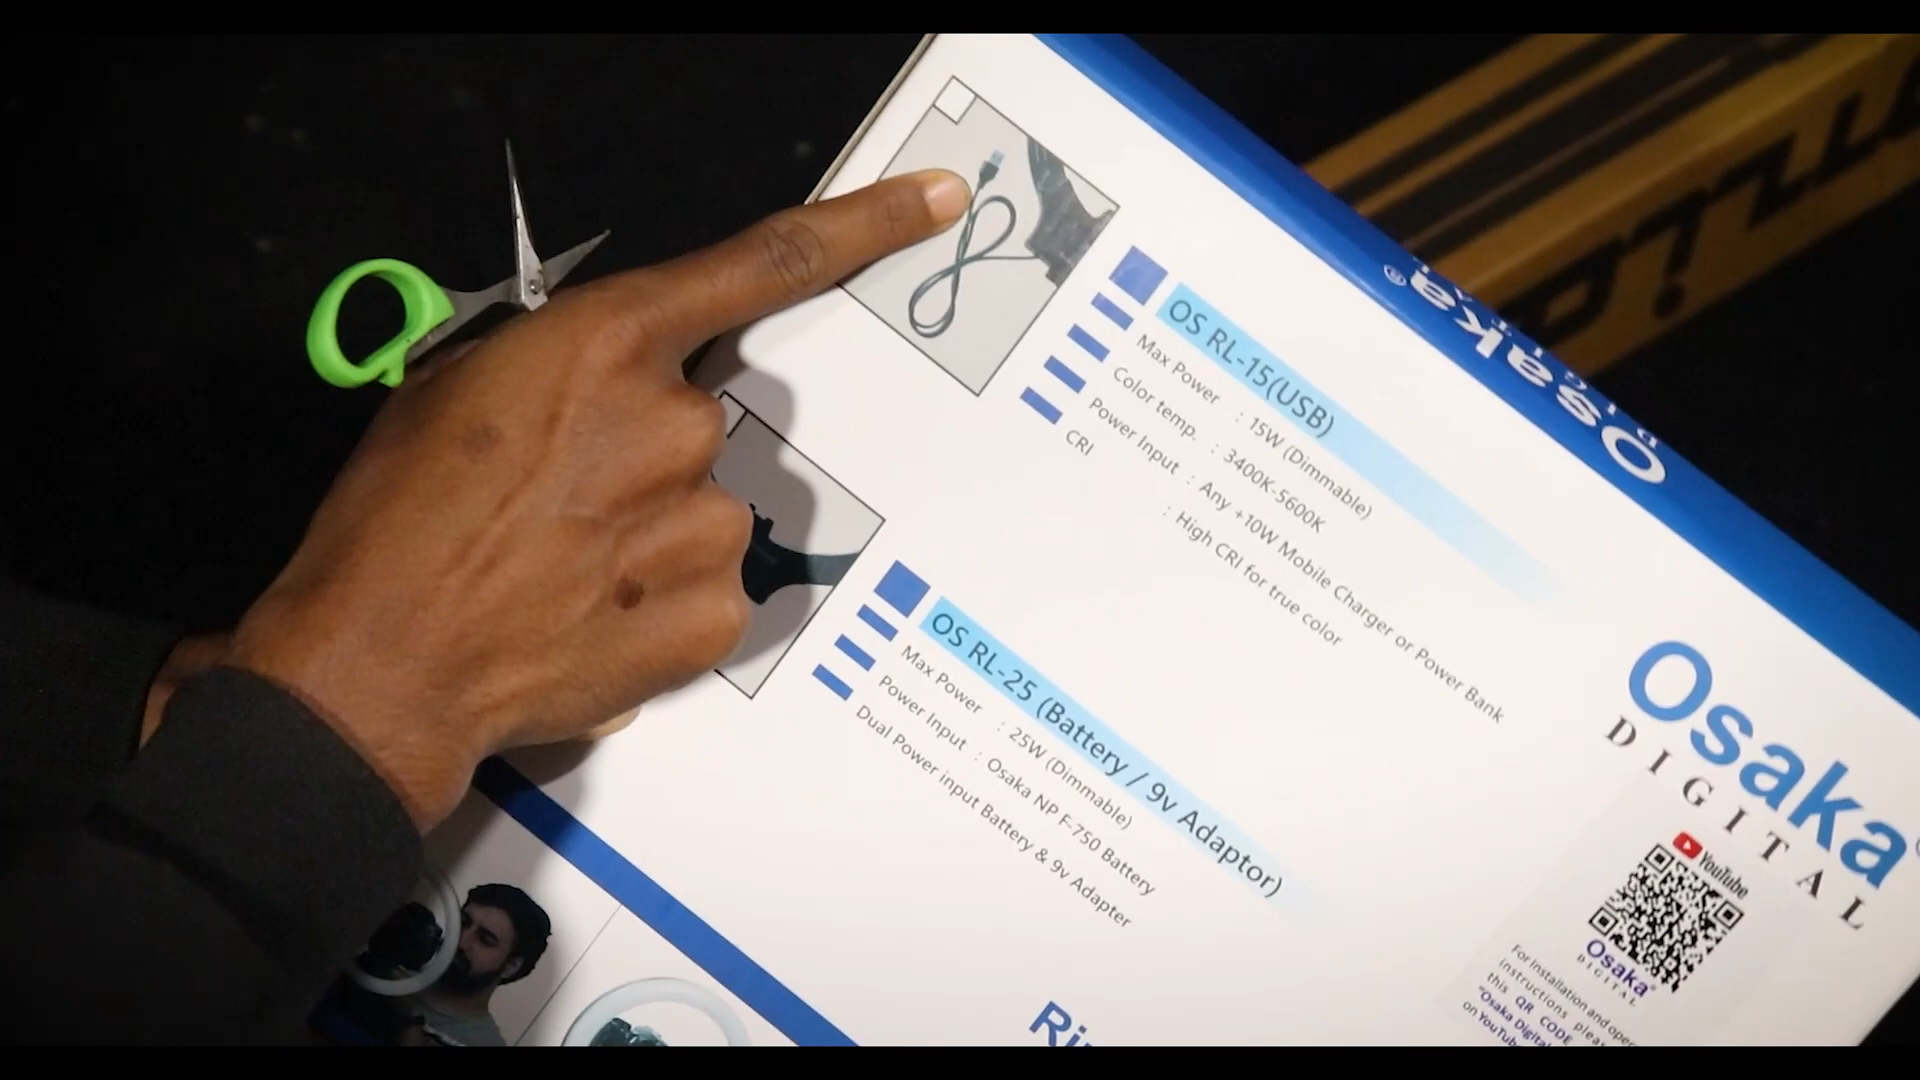 OS RL-15(USB)
Max Power : 15W (Dimmable)
Color temp. : 3400K-5600K
Power Input : Any +10W Mobile Charger or Power Bank
CRI : High CRI for true color
OS RL-25 (Battery / 9v Adaptor)
Max Power : 25W (Dimmable)
Power Input : Osaka NP F-750 Battery
Dual Power input Battery & 9v Adapter
Osaka®
Osaka
DIGITAL
YouTube
Osaka®
DIGITAL
For Installation and
instructions
this QR CODE
"Osaka Digital
on YouTube